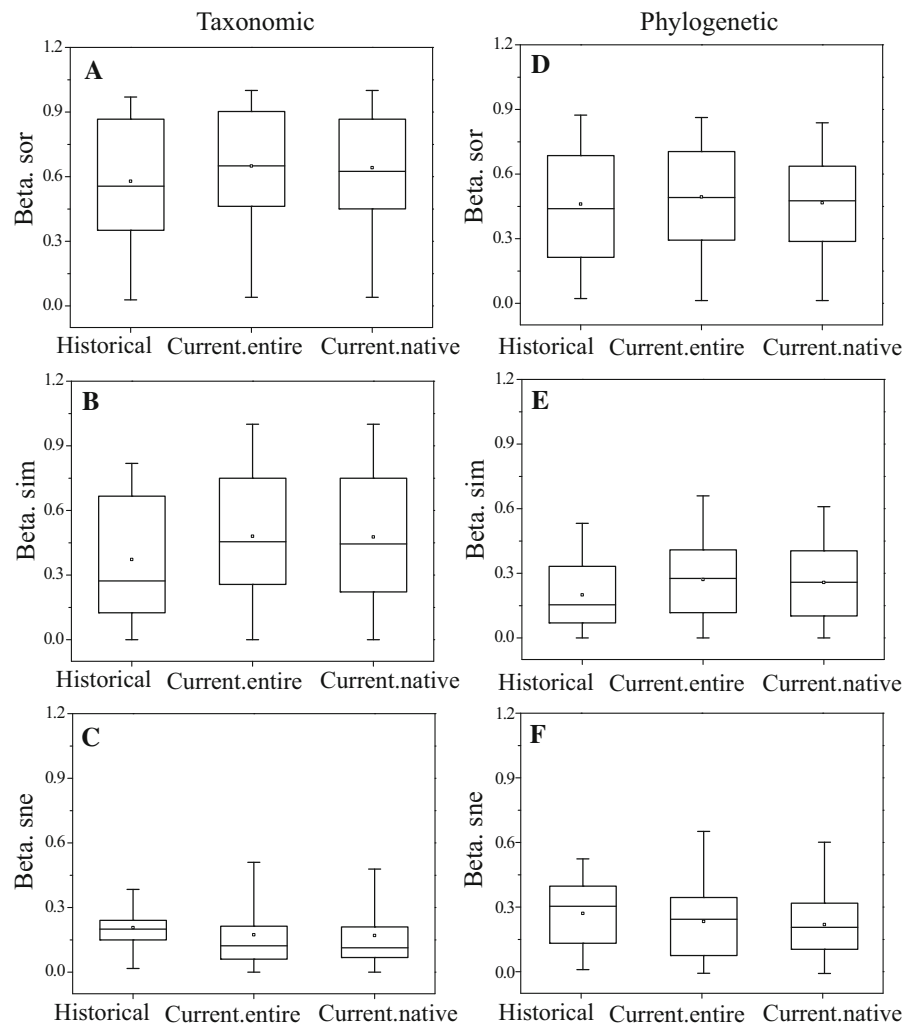 Taxonomic
Phylogenetic
A
Beta. sor
1.2
0.9
0.6
0.3
0.0
Historical Current.entire Current.native
D
Beta. sor
1.2
0.9
0.6
0.3
0.0
Historical Current.entire Current.native
B
Beta. sim
1.2
0.9
0.6
0.3
0.0
Historical Current.entire Current.native
E
Beta. sim
1.2
0.9
0.6
0.3
0.0
Historical Current.entire Current.native
C
Beta. sne
1.2
0.9
0.6
0.3
0.0
Historical Current.entire Current.native
F
Beta. sne
1.2
0.9
0.6
0.3
0.0
Historical Current.entire Current.native